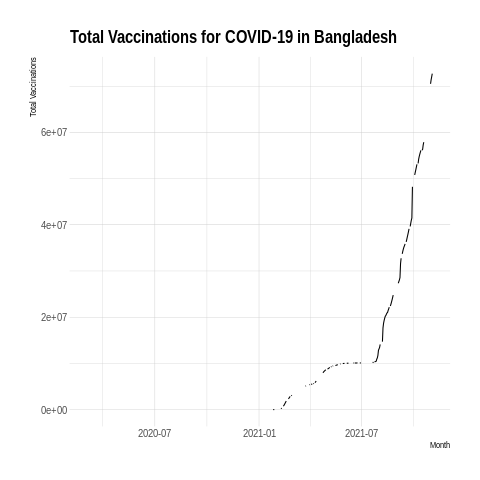 Total Vaccinations for COVID-19 in Bangladesh
Total Vaccinations
6e+07
4e+07
2e+07
0e+00
2020-07 2021-01 2021-07
Month